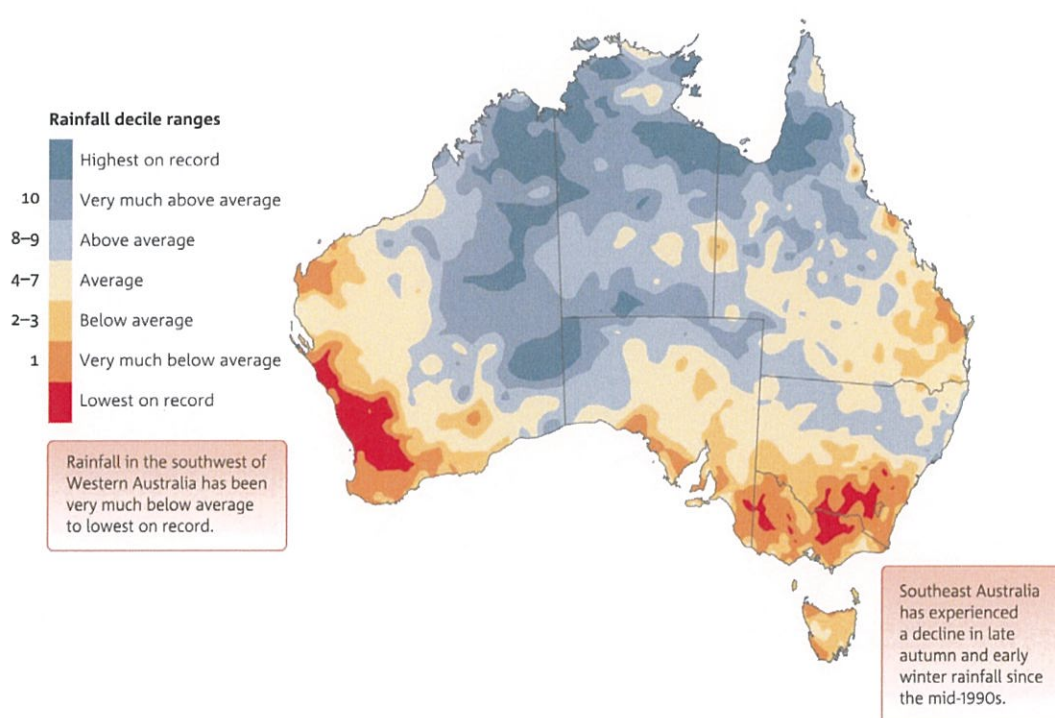 Rainfall decile ranges
Highest on record
10 Very much above average
8–9 Above average
4–7 Average
2–3 Below average
1 Very much below average
Lowest on record
Rainfall in the southwest of
Western Australia has been
very much below average
to lowest on record.
Southeast Australia
has experienced
a decline in late
autumn and early
winter rainfall since
the mid-1990s.